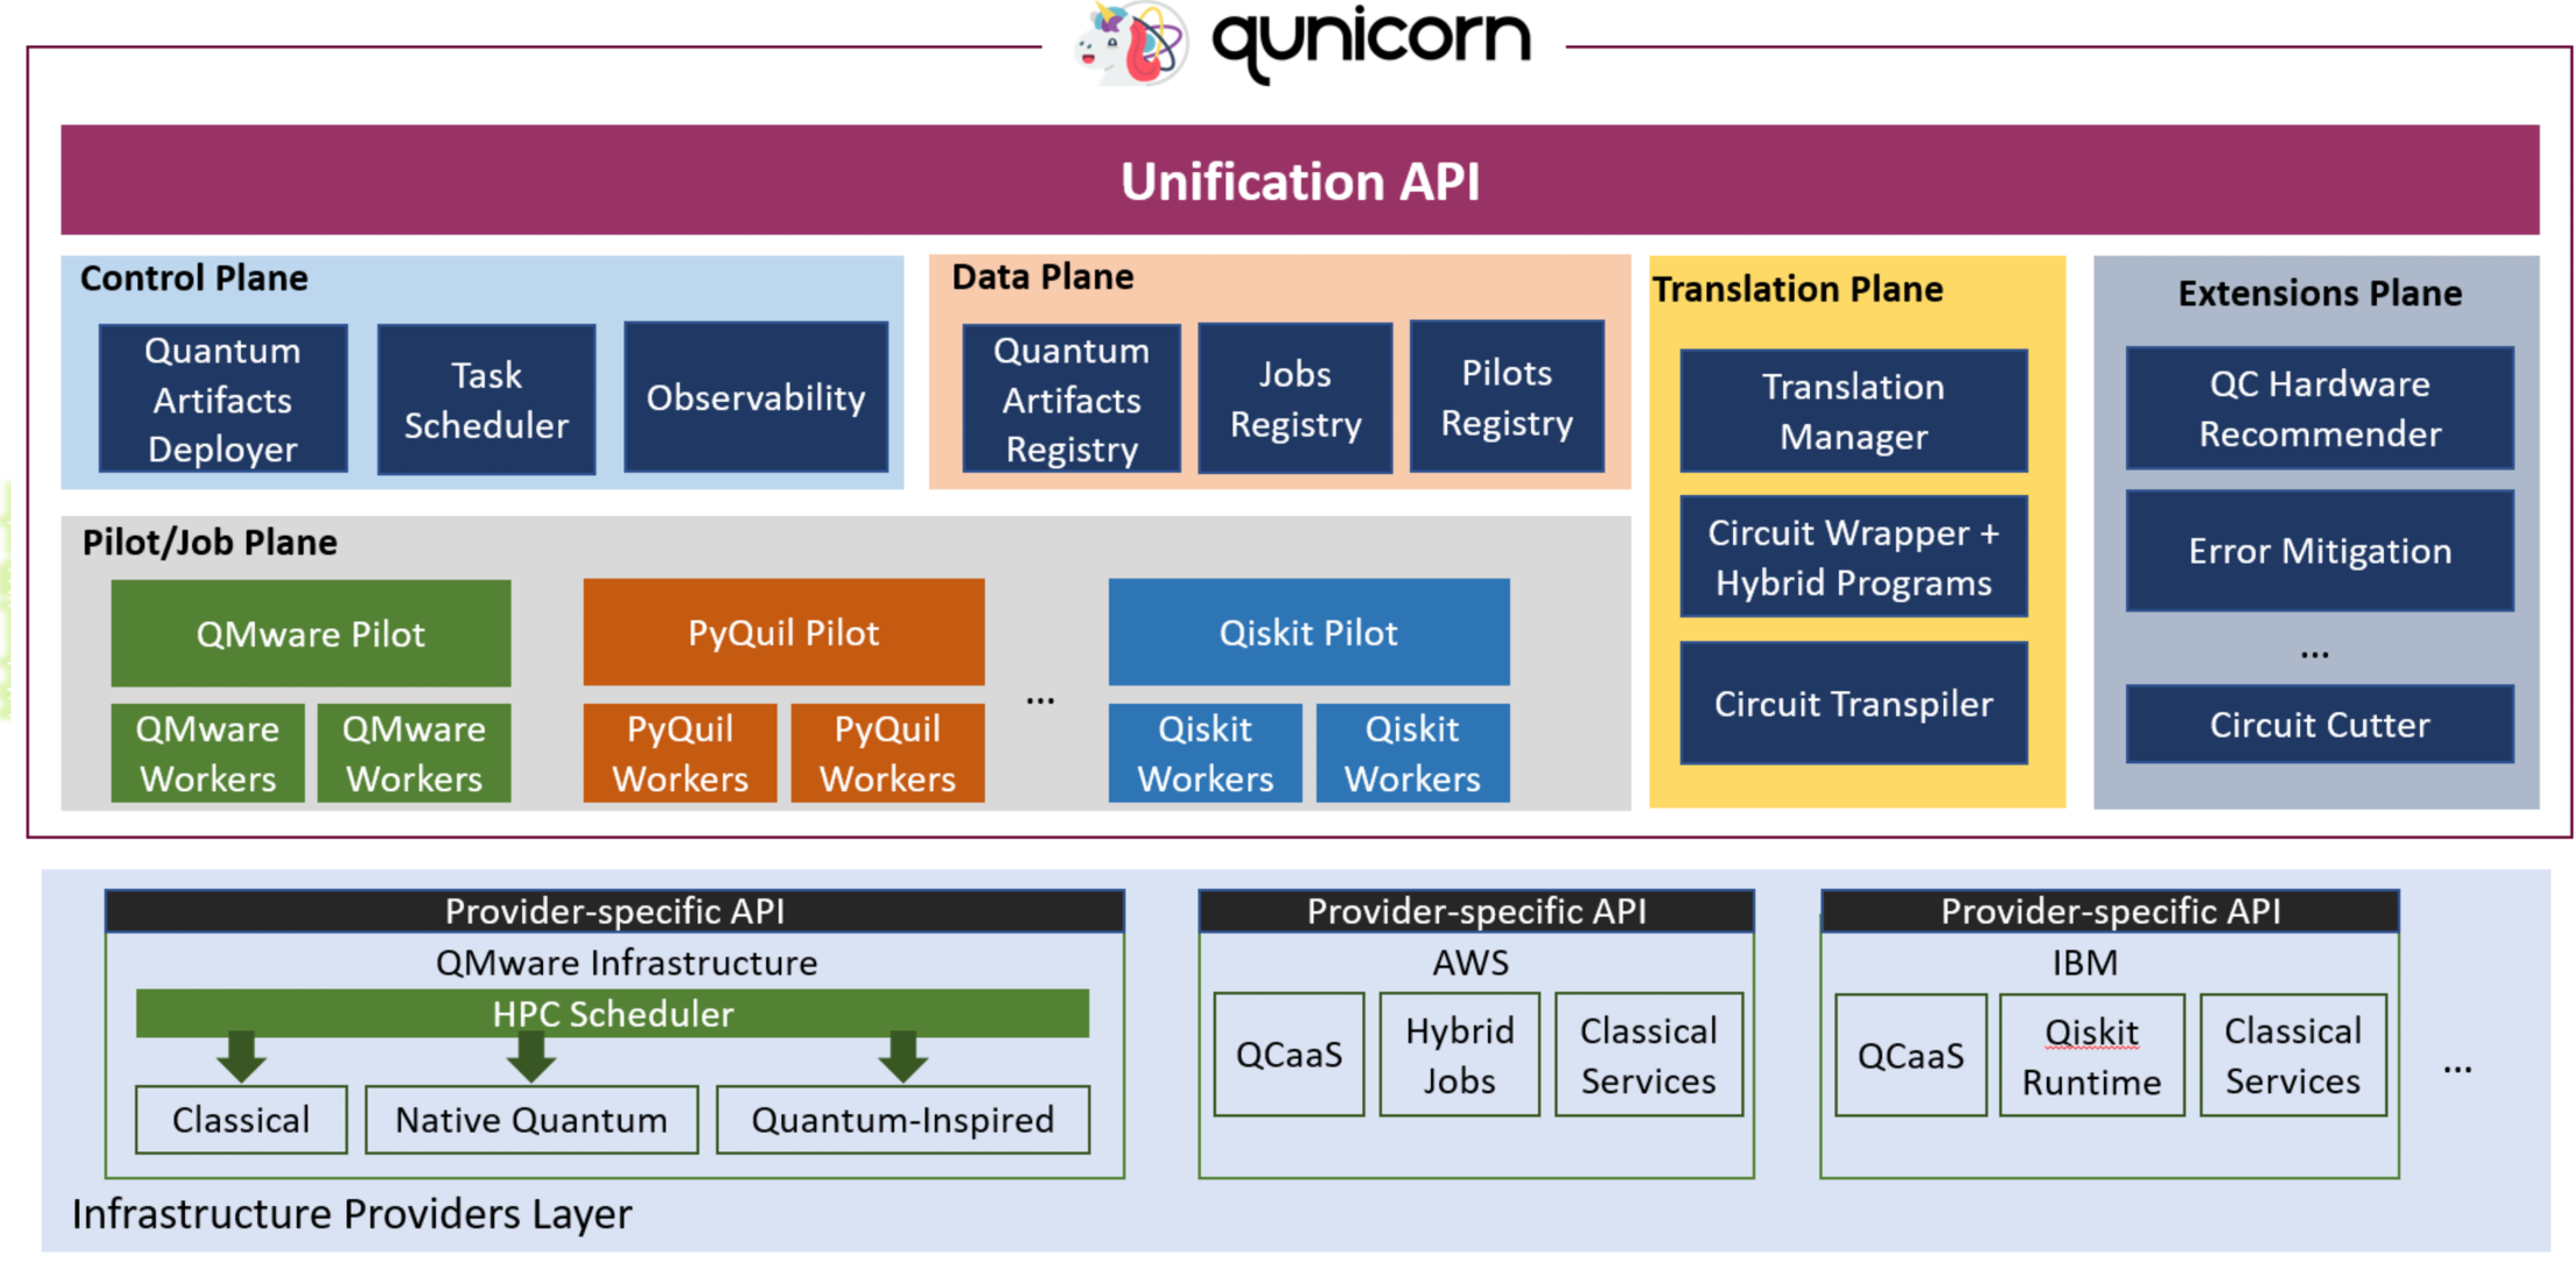 qunicorn
Unification API
Control Plane
Quantum
Artifacts
Deployer
Task
Scheduler
Observability
Data Plane
Quantum
Artifacts
Registry
Jobs
Registry
Pilots
Registry
Translation Plane
Translation
Manager
Circuit Wrapper +
Hybrid Programs
Circuit Transpiler
Extensions Plane
QC Hardware
Recommender
Error Mitigation
...
Circuit Cutter
Pilot/Job Plane
QMware Pilot
QMware
Workers
QMware
Workers
PyQuil Pilot
PyQuil
Workers
PyQuil
Workers
...
Qiskit Pilot
Qiskit
Workers
Qiskit
Workers
Provider-specific API
QMware Infrastructure
HPC Scheduler
Classical
Native Quantum
Quantum-Inspired
Provider-specific API
AWS
QCaaS
Hybrid
Jobs
Classical
Services
Provider-specific API
IBM
QCaaS
Qiskit
Runtime
Classical
Services
...
Infrastructure Providers Layer